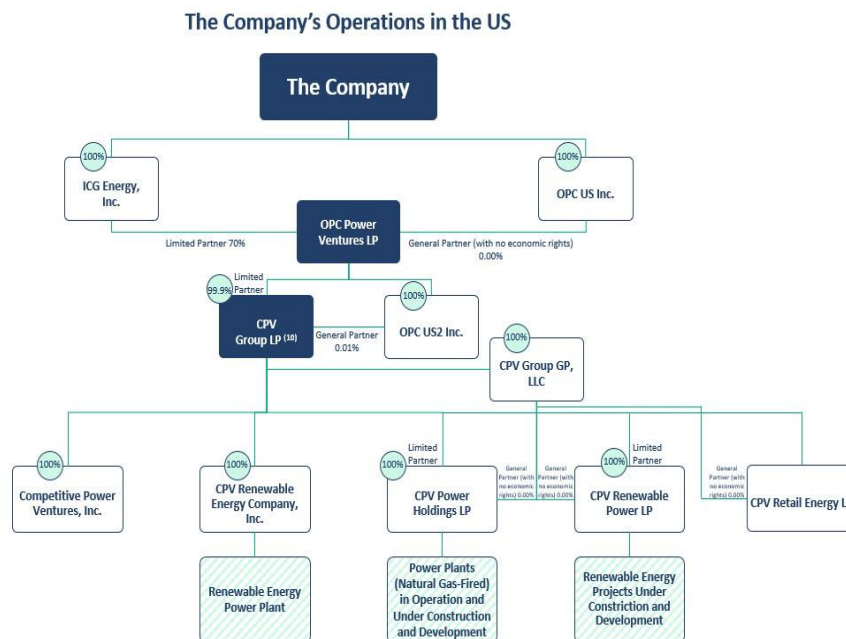 The Company's Operations in the US
The Company
100%
100%
ICG Energy,
Inc.
OPC US Inc.
OPC Power
Ventures LP
Limited Partner 70%
General Partner (with no economic rights)
0.00%
99.9%
Limited
Partner
100%
CPV
Group LP (10)
General Partner
0.01%
OPC US2 Inc.
100%
CPV Group GP,
LLC
100%
Competitive Power
Ventures, Inc.
100%
CPV Renewable
Energy Company,
Inc.
100%
Limited
Partner
CPV Power
Holdings LP
General
Partner (with
no economic
rights) 0.00%
General
Partner (with
no economic
rights) 0.00%
100%
Limited
Partner
CPV Renewable
Power LP
General
Partner (with
no economic
rights) 0.00%
CPV Retail Energy L
Renewable Energy
Power Plant
Power Plants
(Natural Gas-Fired)
in Operation and
Under Construction
and Development
Renewable Energy
Projects Under
Constriction and
Development